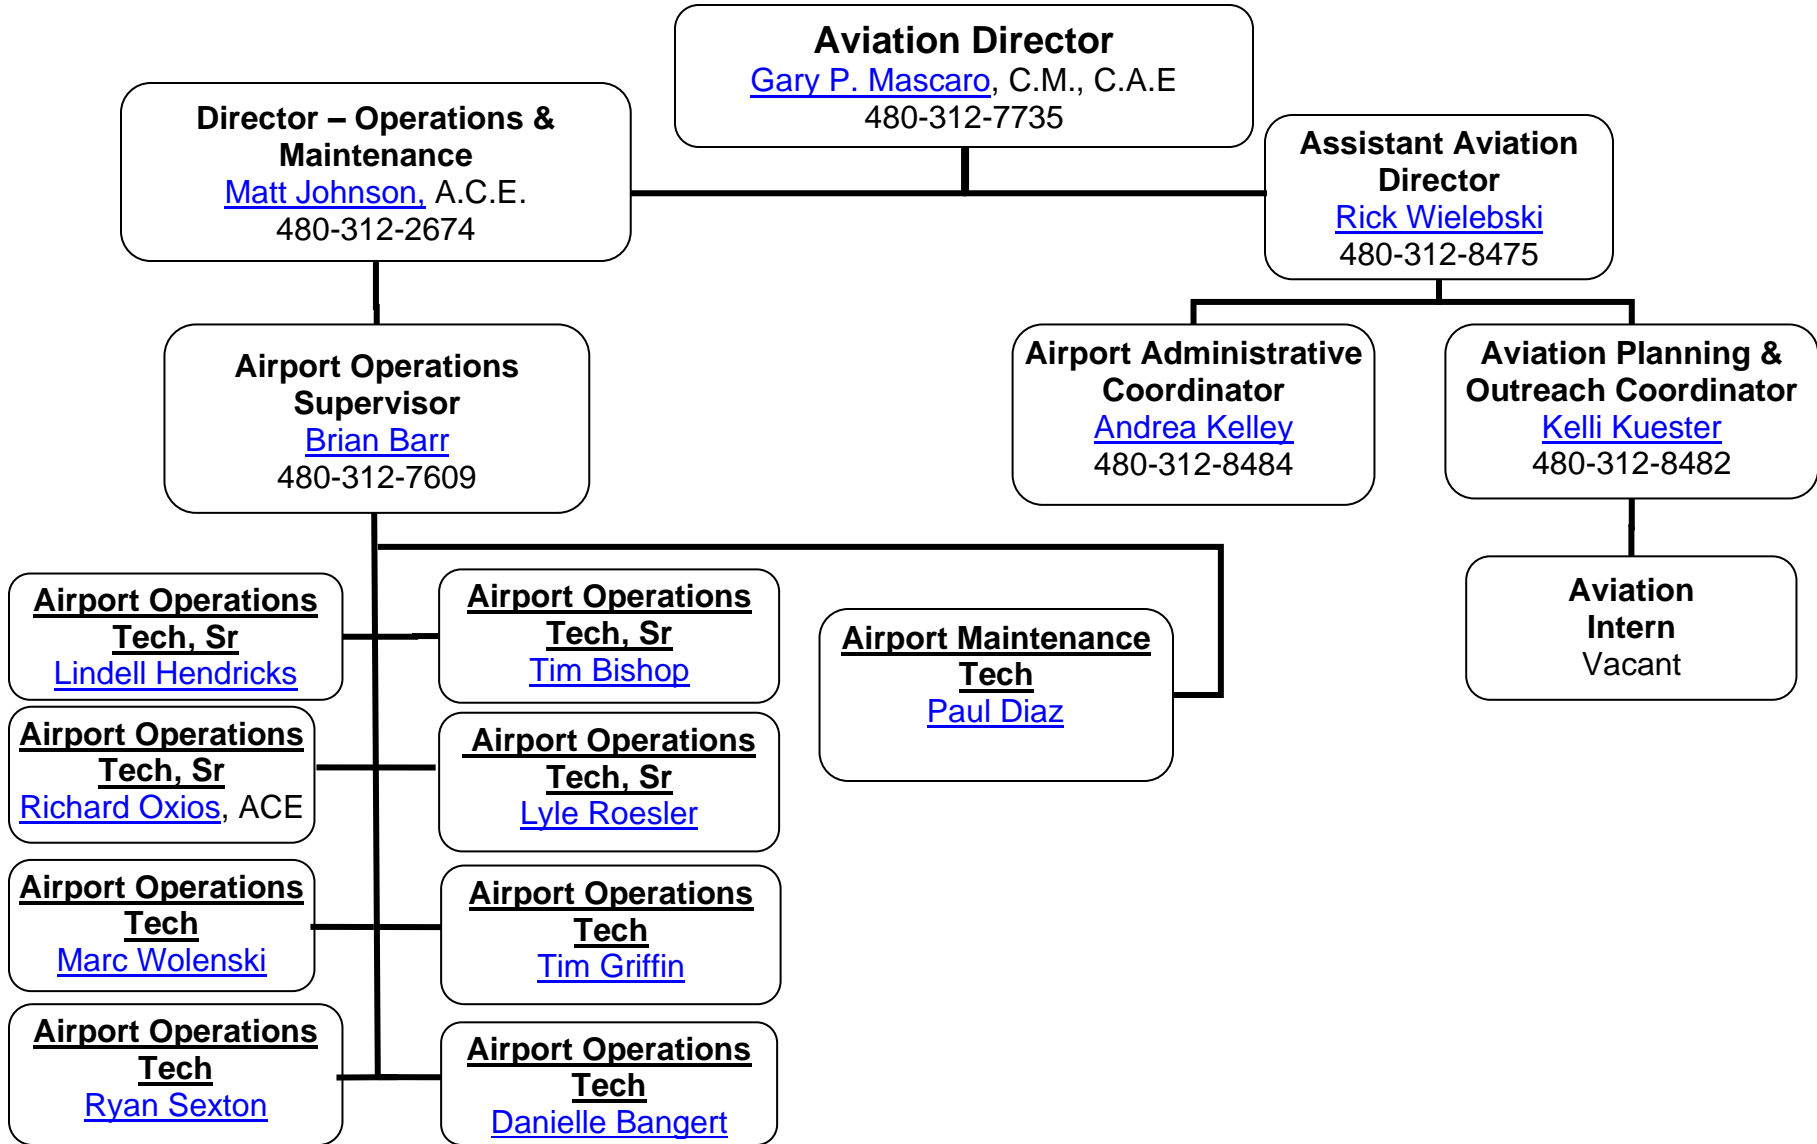 Aviation Director
Gary P. Mascaro, C.M., C.A.E
480-312-7735
Director – Operations &
Maintenance
Matt Johnson, A.C.E.
480-312-2674
Assistant Aviation
Director
Rick Wielebski
480-312-8475
Airport Operations
Supervisor
Brian Barr
480-312-7609
Airport Administrative
Coordinator
Andrea Kelley
480-312-8484
Aviation Planning &
Outreach Coordinator
Kelli Kuester
480-312-8482
Airport Operations
Tech, Sr
Lindell Hendricks
Airport Operations
Tech, Sr
Tim Bishop
Airport Maintenance
Tech
Paul Diaz
Aviation
Intern
Vacant
Airport Operations
Tech, Sr
Richard Oxios, ACE
Airport Operations
Tech, Sr
Lyle Roesler
Airport Operations
Tech
Marc Wolenski
Airport Operations
Tech
Tim Griffin
Airport Operations
Tech
Ryan Sexton
Airport Operations
Tech
Danielle Bangert